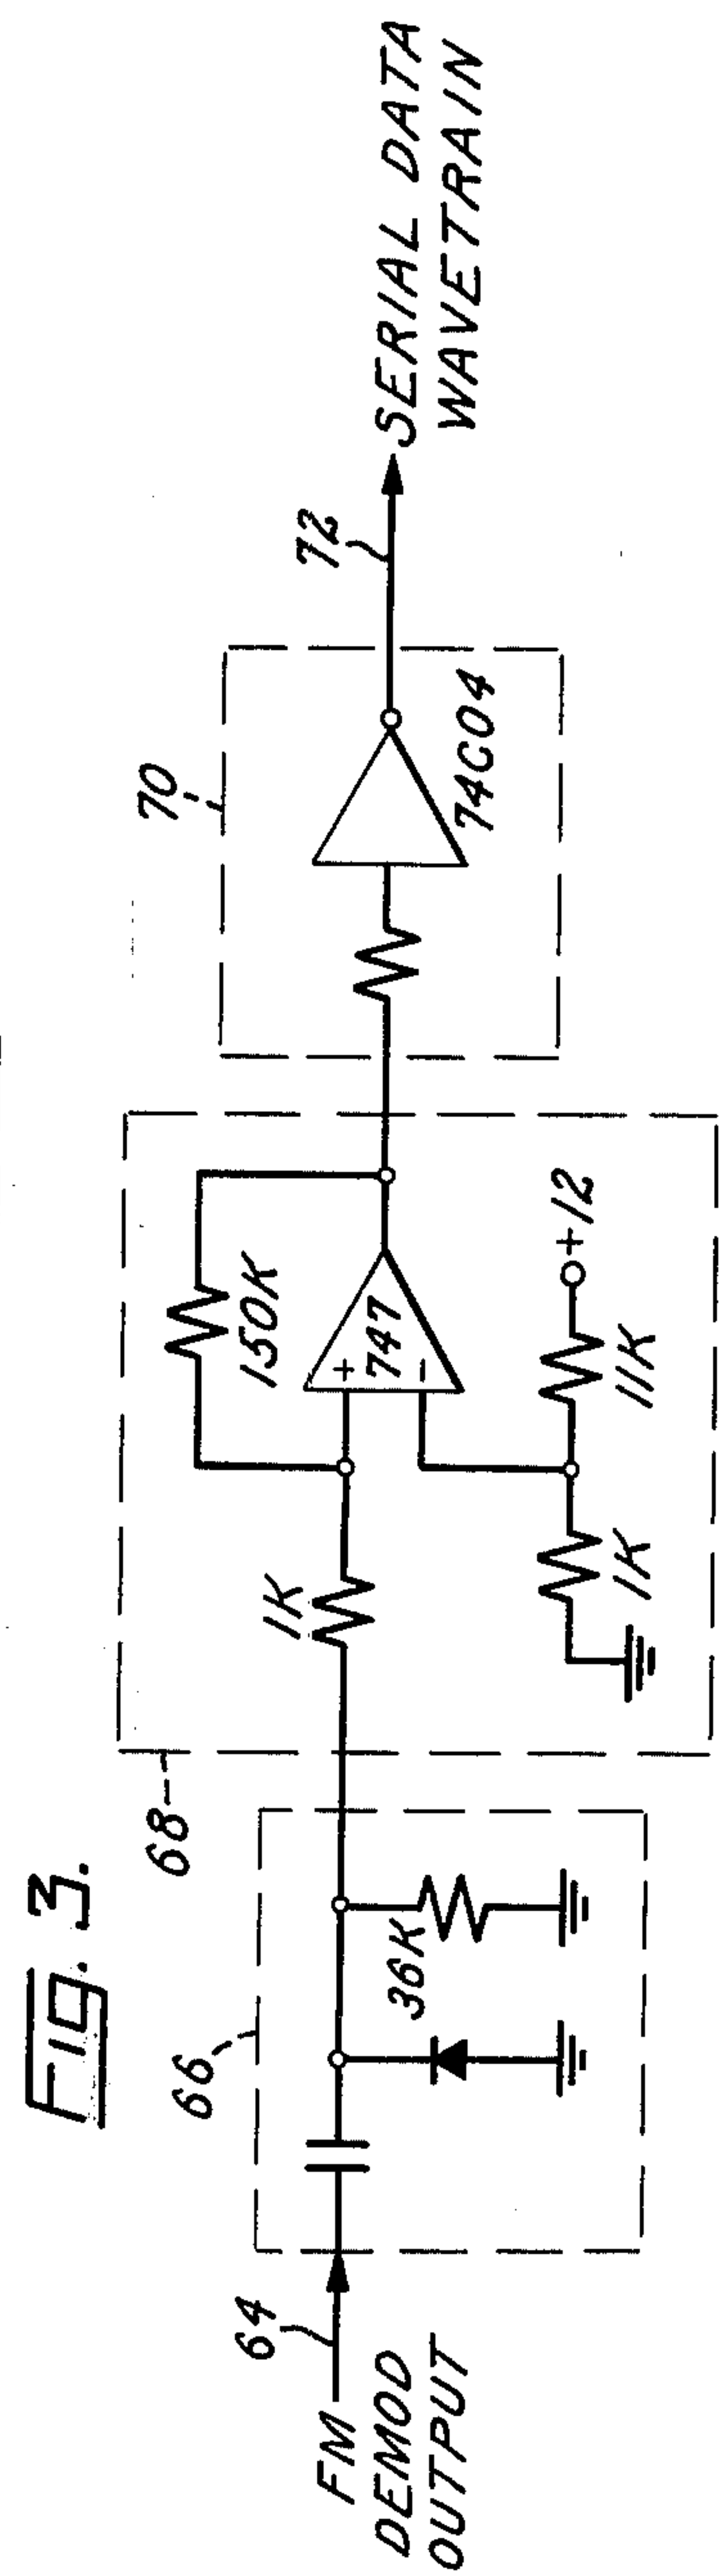 Fig. 3.
FM
DEMOD
OUTPUT
64
66
36K
68
1K
150K
+
747
-
1K
11K
+12
70
74C04
72
SERIAL DATA
WAVETRAIN